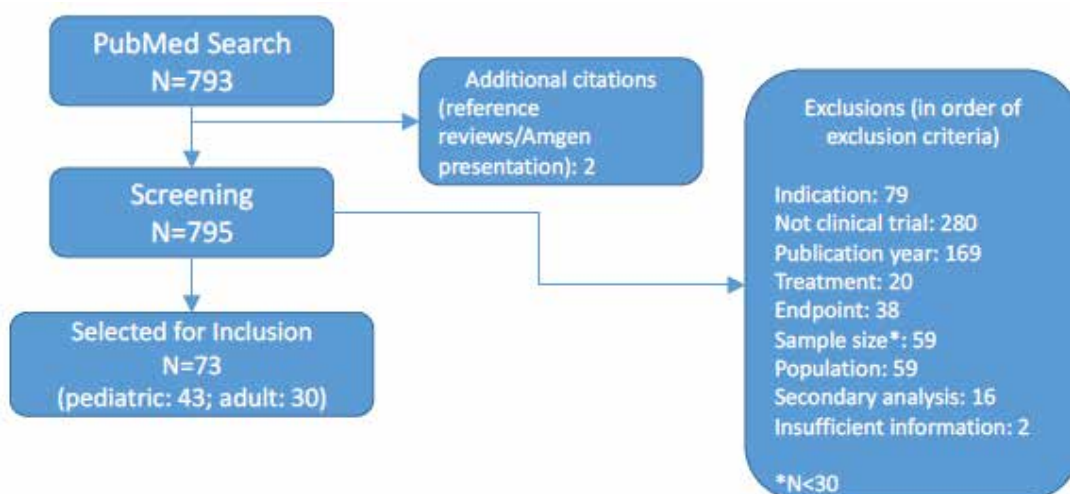 PubMed Search
N=793
Additional citations
(reference
reviews/Amgen
presentation): 2
Screening
N=795
Selected for Inclusion
N=73
(pediatric: 43; adult: 30)
Exclusions (in order of
exclusion criteria)
Indication: 79
Not clinical trial: 280
Publication year: 169
Treatment: 20
Endpoint: 38
Sample size*: 59
Population: 59
Secondary analysis: 16
Insufficient information: 2
*N<30